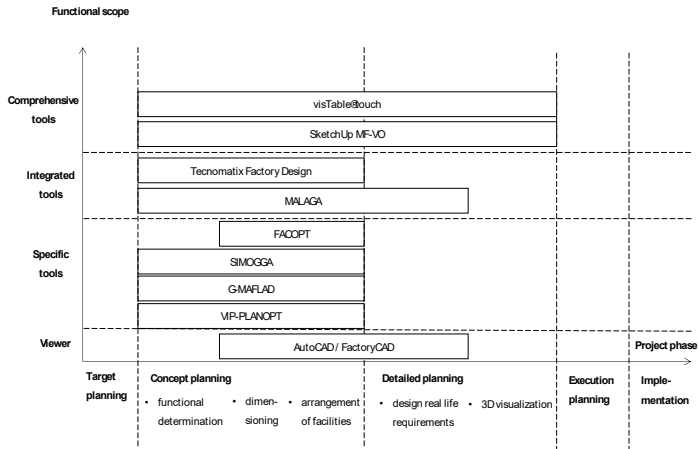 Functional scope
Comprehensive
tools
visTable®touch
SketchUp MF-VO
Integrated
tools
Tecnomatix Factory Design
MALAGA
Specific
tools
FACOPT
SIMOGGA
G-MAFLAD
VIP-PLANOPT
Viewer
AutoCAD / FactoryCAD
Project phase
Target
planning
Concept planning
• functional
determination
• dimen-
sioning
• arrangement
of facilities
Detailed planning
• design real life
requirements
• 3D visualization
Execution
planning
Imple-
mentation